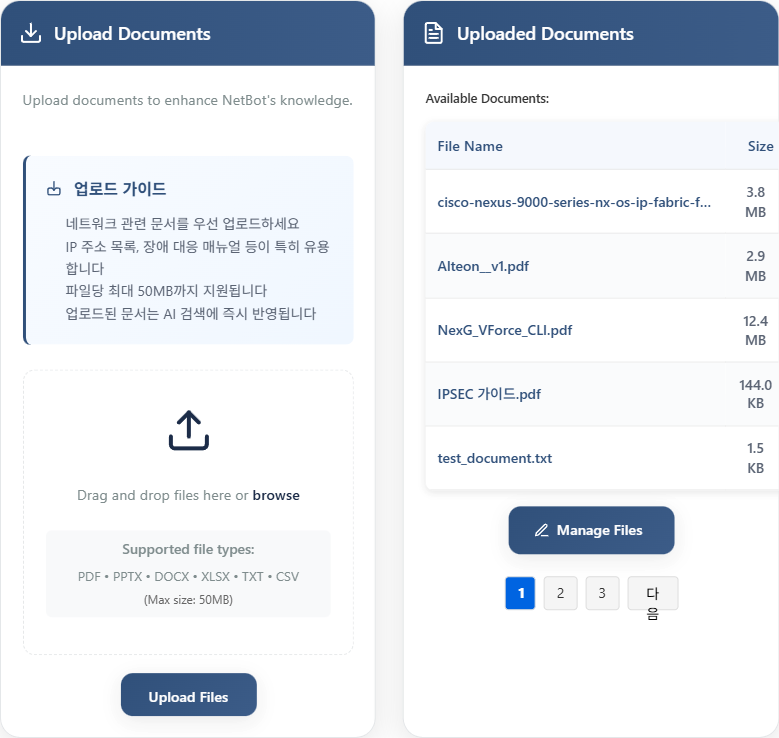 Upload Documents
Upload documents to enhance NetBot's knowledge.
업로드 가이드
네트워크 관련 문서를 우선 업로드하세요
IP 주소 목록, 장애 대응 매뉴얼 등이 특히 유용
합니다
파일당 최대 50MB까지 지원됩니다
업로드된 문서는 AI 검색에 즉시 반영됩니다
Drag and drop files here or browse
Supported file types:
PDF • PPTX • DOCX • XLSX • TXT • CSV
(Max size: 50MB)
Upload Files
Uploaded Documents
Available Documents:
File Name Size
cisco-nexus-9000-series-nx-os-ip-fabric-f... 3.8
MB
Alteon__v1.pdf 2.9
MB
NexG_VForce_CLI.pdf 12.4
MB
IPSEC 가이드.pdf 144.0
KB
test_document.txt 1.5
KB
Manage Files
1 2 3 다
음